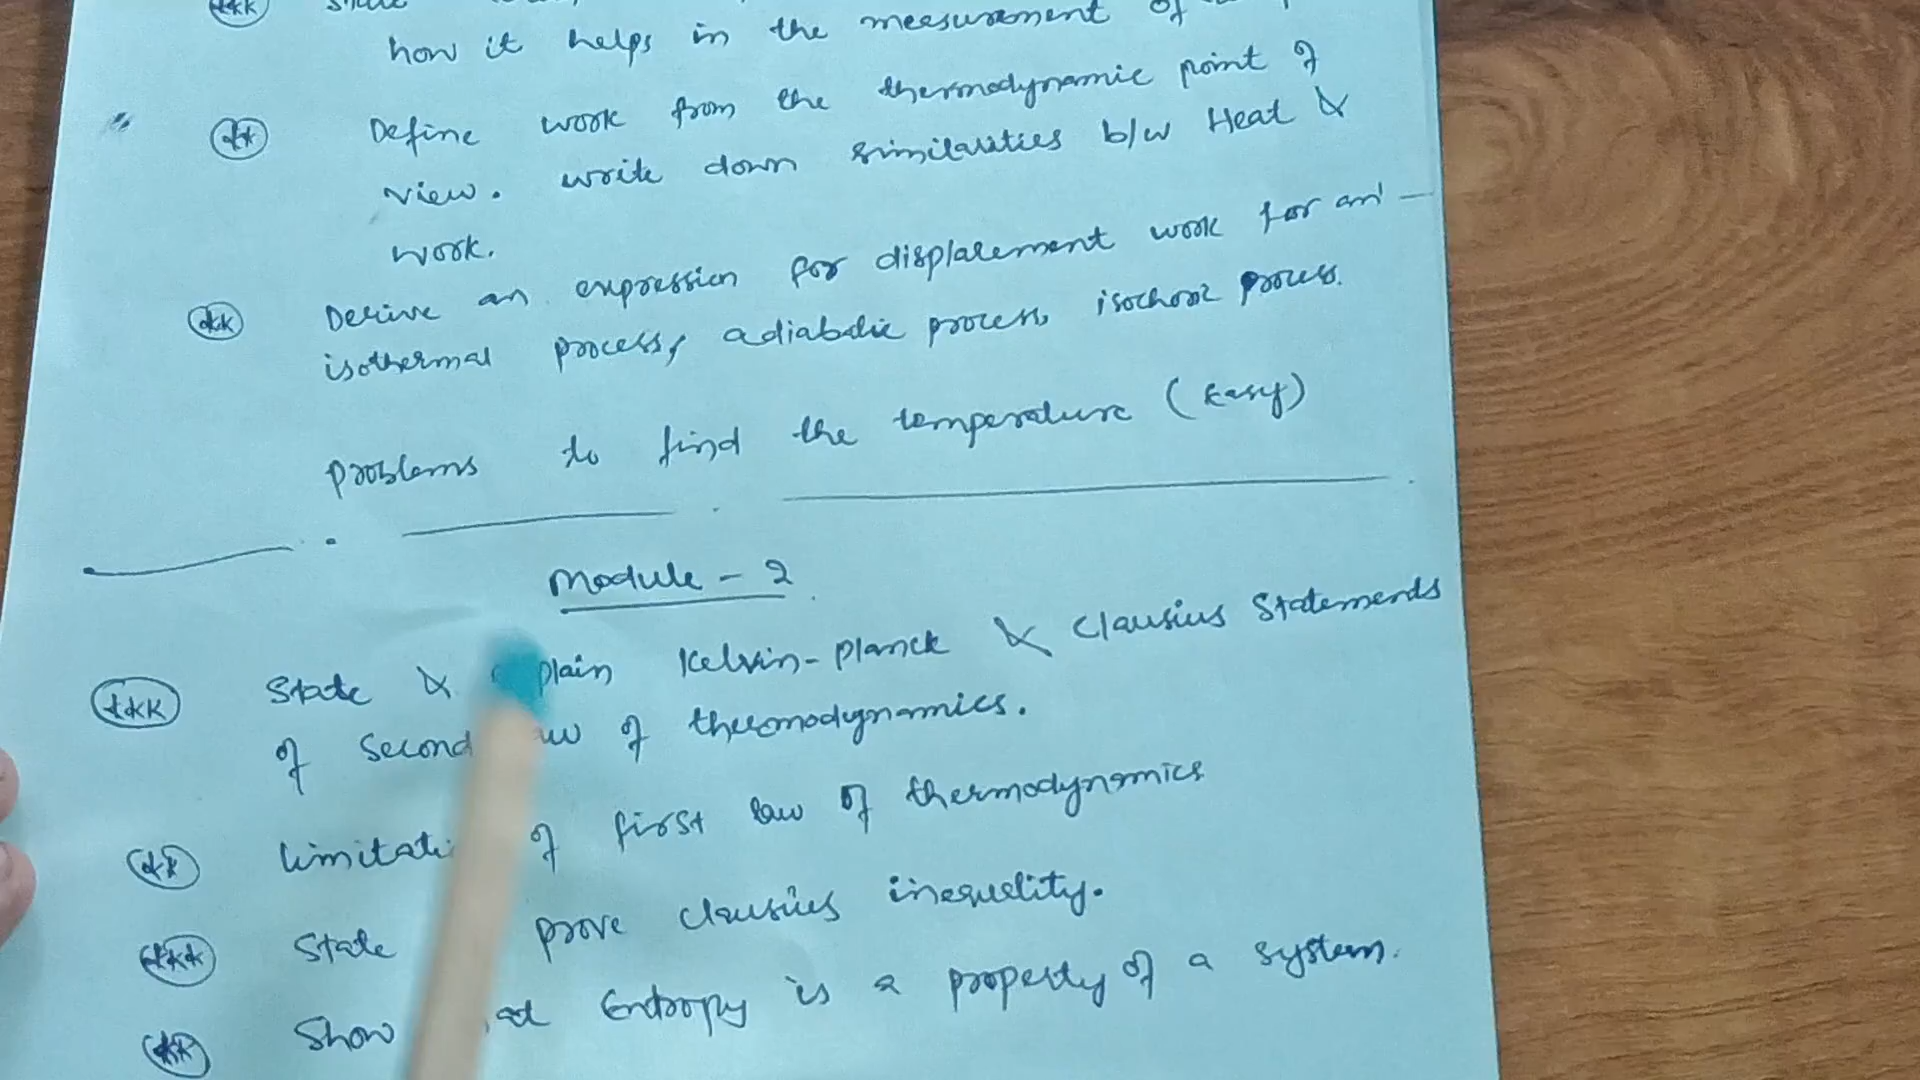 how it helps in the measurement of
** Define work from the thermodynamic point of
view. write down similarities b/w Heat &
work.
** Derive an expression for displacement work for an
isothermal process, adiabatic process, isochoric process.
problems to find the temperature (Easy)
Module - 2
*** State & plain Kelvin-Planck & Clausius Statements
of Second of thermodynamics.
** limitati of first law of thermodynamics
*** State prove clausius inequality.
** Show Entropy is a property of a system.